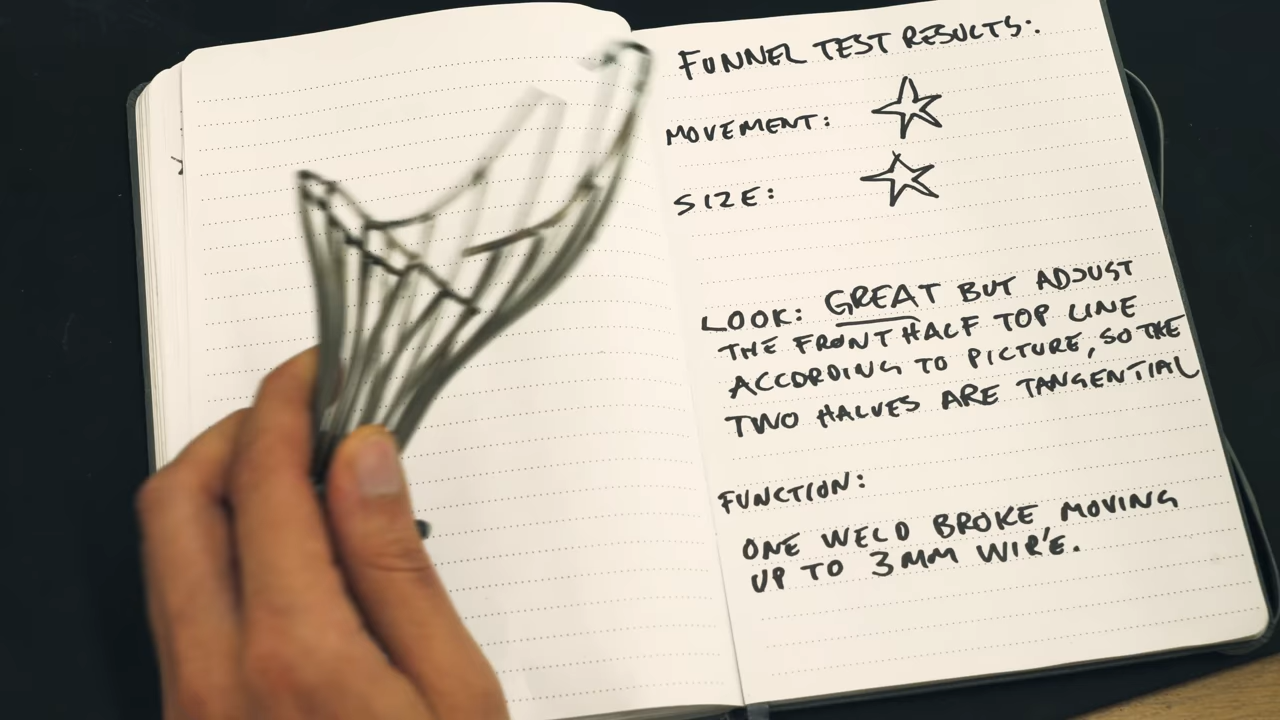 FUNNEL TEST RESULTS:
MOVEMENT:
SIZE:
LOOK: GREAT BUT ADJUST
THE FRONT HALF TOP LINE
ACCORDING TO PICTURE, SO THE
TWO HALVES ARE TANGENTIAL
FUNCTION:
ONE WELD BROKE, MOVING
UP TO 3MM WIRE.